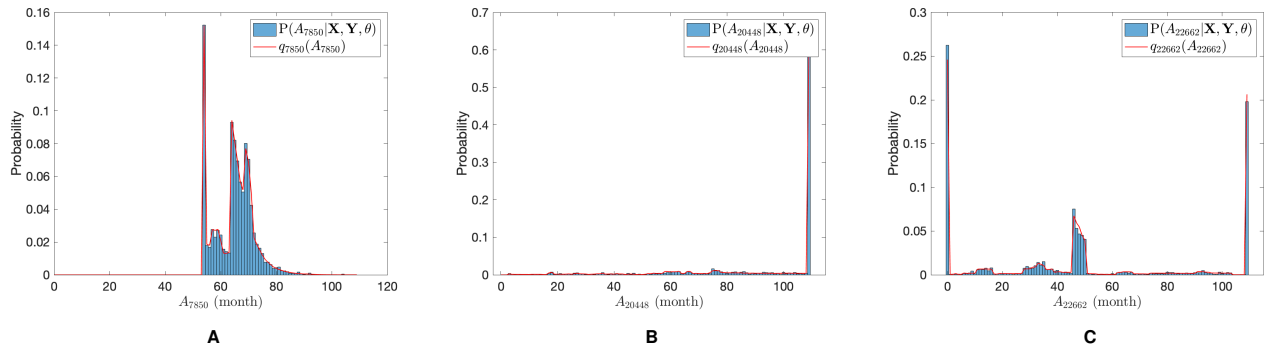 0.16
0.14
0.12
0.1
0.08
0.06
0.04
0.02
0
Probability
0 20 40 60 80 100 120
A7850 (month)
P(A7850|X, Y, θ)
q7850(A7850)
A
0.7
0.6
0.5
0.4
0.3
0.2
0.1
0
Probability
0 20 40 60 80 100
A20448 (month)
P(A20448|X, Y, θ)
q20448(A20448)
B
0.3
0.25
0.2
0.15
0.1
0.05
0
Probability
0 20 40 60 80 100
A22662 (month)
P(A22662|X, Y, θ)
q22662(A22662)
C